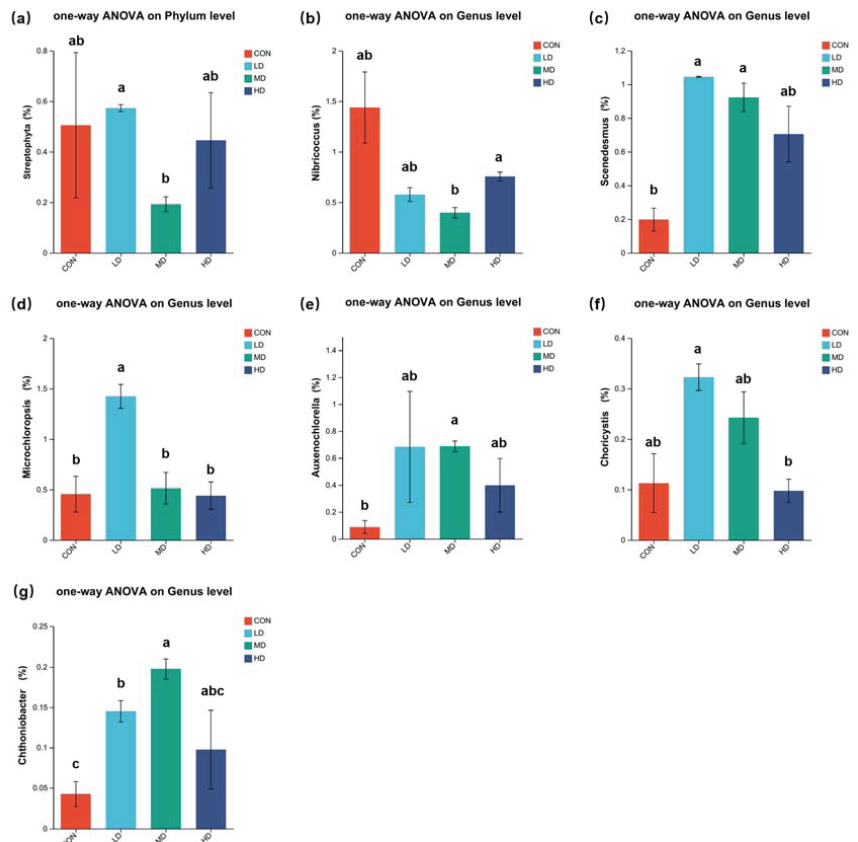 (a) one-way ANOVA on Phylum level
CON
LD
MD
HD
Streptophyta (%)
0.8
0.6
0.4
0.2
0
ab
a
b
ab
CON
LD
MD
HD
(b) one-way ANOVA on Genus level
CON
LD
MD
HD
Nibricoccus (%)
2
1.5
2
0.5
0
ab
ab
b
a
CON
LD
MD
HD
(c) one-way ANOVA on Genus level
CON
LD
MD
HD
Scenedesmus (%)
1.2
1
0.8
0.6
0.4
0.2
0
b
a
a
ab
CON
LD
MD
HD
(d) one-way ANOVA on Genus level
CON
LD
MD
HD
Microchloropsis (%)
2
1.5
1
0.5
0
b
a
b
b
CON
LD
MD
HD
(e) one-way ANOVA on Genus level
CON
LD
MD
HD
Auxenochlorella (%)
1.4
1.2
1
0.8
0.6
0.4
0.2
0
b
ab
a
ab
CON
LD
MD
HD
(f) one-way ANOVA on Genus level
CON
LD
MD
HD
Choricystis (%)
0.4
0.3
0.2
0.1
0
ab
a
ab
b
CON
LD
MD
HD
(g) one-way ANOVA on Genus level
CON
LD
MD
HD
Chthoniobacter (%)
0.25
0.2
0.15
0.1
0.05
0
c
b
a
abc
CON
LD
MD
HD